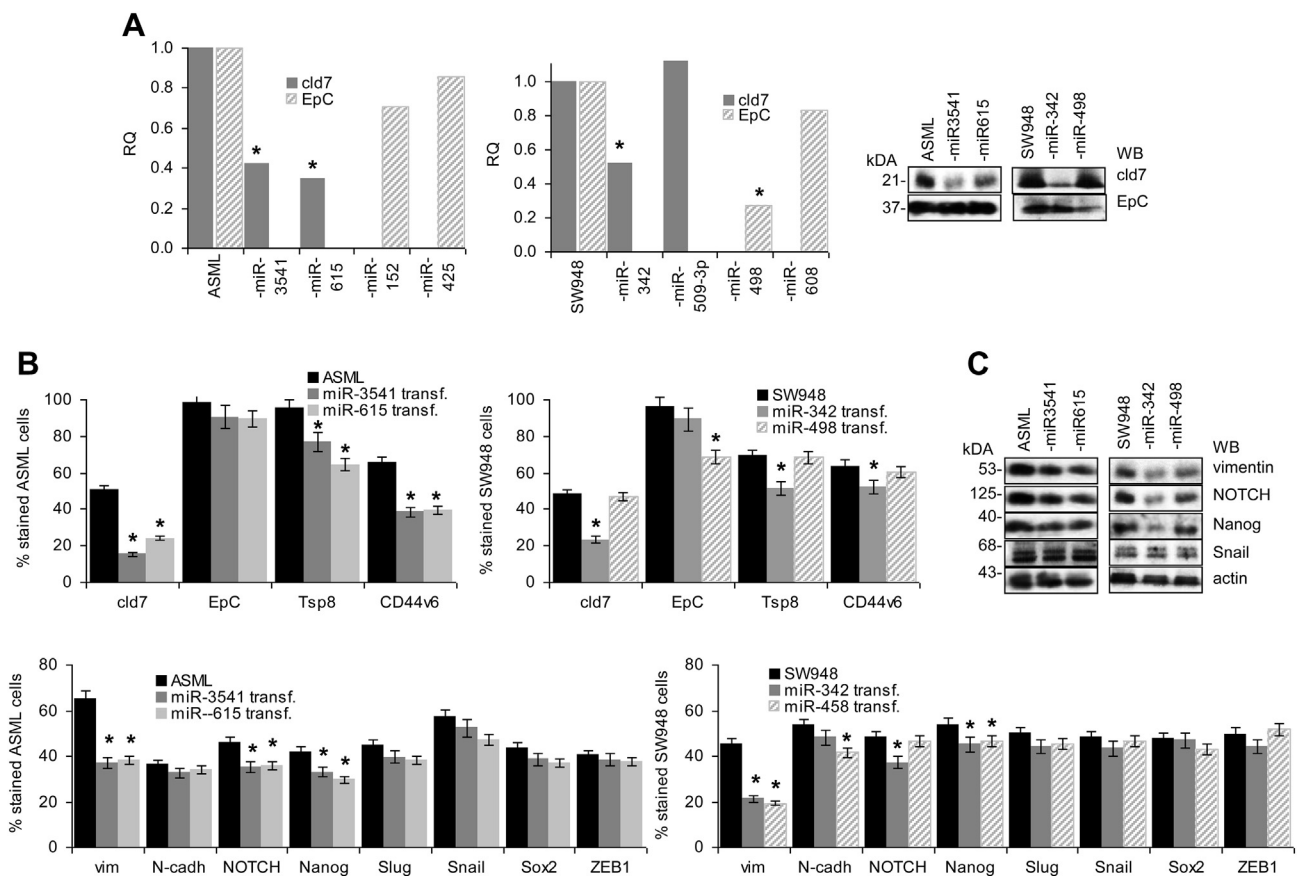 A
RQ
1.0
0.8
0.6
0.4
0.2
0.0
cld7
EpC
*
*
ASML
-miR-3541
-miR-615
-miR-152
-miR-425
RQ
1.0
0.8
0.6
0.4
0.2
0.0
cld7
EpC
*
*
SW948
-miR-342
-miR-509-3p
-miR-498
-miR-608
ASML
-miR3541
-miR615
SW948
-miR-342
-miR-498
kDA
WB
21-
cld7
37-
EpC
B
% stained ASML cells
100
80
60
40
20
0
ASML
miR-3541 transf.
miR-615 transf.
* * * * * *
cld7 EpC Tsp8 CD44v6
% stained SW948 cells
100
80
60
40
20
0
SW948
miR-342 transf.
miR-498 transf.
* * * *
cld7 EpC Tsp8 CD44v6
C
ASML
-miR3541
-miR615
SW948
-miR-342
-miR-498
kDA
WB
53-
vimentin
125-
NOTCH
40-
Nanog
68-
Snail
43-
actin
% stained ASML cells
80
60
40
20
0
ASML
miR-3541 transf.
miR--615 transf.
* * * * * *
vim N-cadh NOTCH Nanog Slug Snail Sox2 ZEB1
% stained SW948 cells
80
60
40
20
0
SW948
miR-342 transf.
miR-458 transf.
* * * * * *
vim N-cadh NOTCH Nanog Slug Snail Sox2 ZEB1